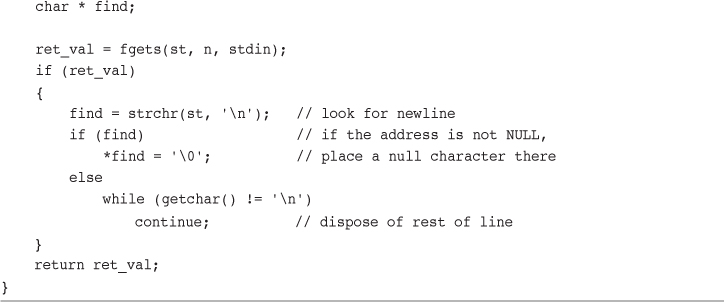 char * find;

    ret_val = fgets(st, n, stdin);
    if (ret_val)
    {
        find = strchr(st, '\n');   // look for newline
        if (find)                  // if the address is not NULL,
            *find = '\0';          // place a null character there
        else
            while (getchar() != '\n')
                continue;          // dispose of rest of line
    }
    return ret_val;
}